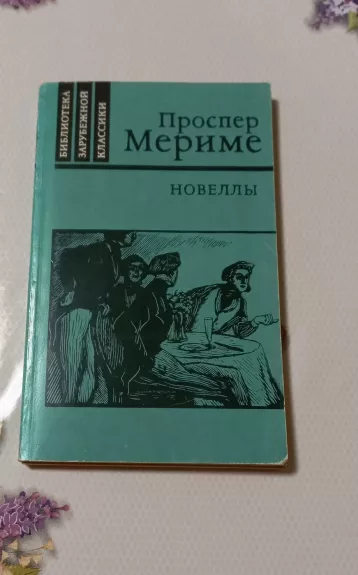 БИБЛИОТЕКА
ЗАРУБЕЖНОЙ
КЛАССИКИ
Проспер
Мериме
НОВЕЛЛЫ